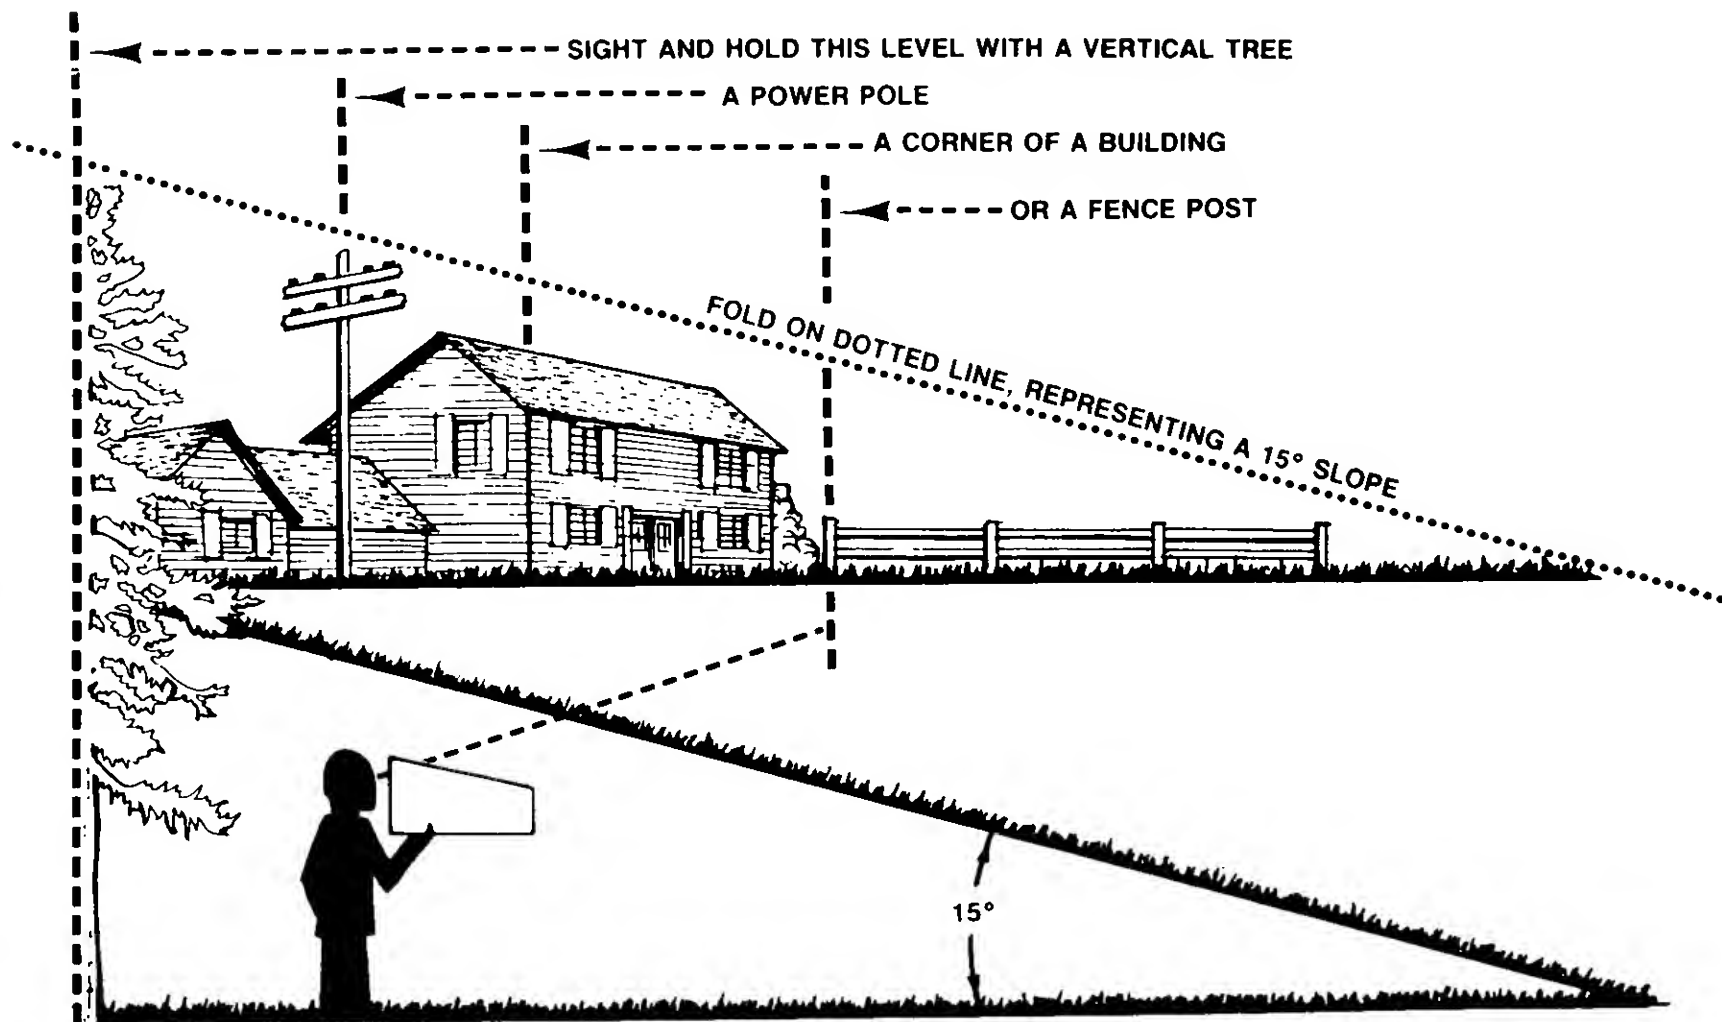 SIGHT AND HOLD THIS LEVEL WITH A VERTICAL TREE
A POWER POLE
A CORNER OF A BUILDING
OR A FENCE POST
FOLD ON DOTTED LINE, REPRESENTING A 15° SLOPE
15°